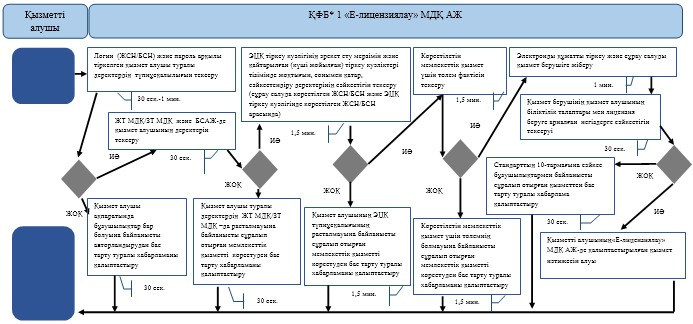 Қызметті
алушы
ҚФБ* 1 «Е-лицензиялау» МДҚ АЖ
Логин (ЖСН/БСН) және пароль арқылы
тіркелген қызмет алушы туралы
деректердің түпнұсқалылығын тексеру
30 сек.-1 мин.
ЖТ МДҚ/ЗТ МДҚ және БСАЖ-де
қызмет алушының деректерін
тексеру
30 сек.
ИӘ
ЭЦҚ тіркеу куәлігінің әрекет ету мерзімін және
қайтарылған (күші жойылған) тіркеу куәліктері
тізімінде жоқтығын, сонымен қатар,
сәйкестендіру деректерінің сәйкестігін тексеру
(сұрау салуда көрсетілген ЖСН/БСН және ЭЦҚ
тіркеу куәлігінде көрсетілген ЖСН/БСН
арасында)
1,5 мин.
ИӘ
ИӘ
Көрсетілетін
мемлекеттік қызмет
үшін төлем фактісін
тексеру
1,5 мин.
ИӘ
Электронды құжатты тіркеу және сұрау салуды
қызмет берушіге жіберу
1 мин.
Қызмет берушінің қызмет алушының
біліктілік талаптары мен лицензия
беруге арналған негіздерге сәйкестігін
тексеруі
30 сек.
ЖОҚ
ЖОҚ
ЖОҚ
ЖОҚ
ЖОҚ
ИӘ
Стандарттың 10-тармағына сәйкес
бұзушылықтармен байланысты
сұралып отырған қызметтен бас
тарту туралы хабарлама
қалыптастыру
30 сек.
Қызмет алушы
ақпаратында
бұзушылықтар бар
болуына байланысты
авторландырудан бас
тарту туралы хабарламаны
қалыптастыру
30 сек
Қызмет алушы туралы
деректердің ЖТ МДҚ/ЗТ
МДҚ –да расталмауына
байланысты сұралып
отырған мемлекеттік
қызметті көрсетуден бас
тарту хабарламаны
қалыптастыру
30 сек.
Қызмет алушының ЭЦҚ
түпнұсқалығының
расталмауына байланысты
сұралып отырған
мемлекеттік қызметті
көрсетуден бас тарту туралы
хабарламаны қалыптастыру
1,5 мин.
Көрсетілетін мемлекеттік
қызмет үшін төлемнің
болмауына байланысты
сұралып отырған
мемлекеттік қызметті
көрсетуден бас тарту туралы
хабарламаны қалыптастыру
1,5 мин.
Қызметті алушының«Е-лицензиялау»
МДҚ АЖ-де қалыптастырылған қызмет
нәтижесін алуы